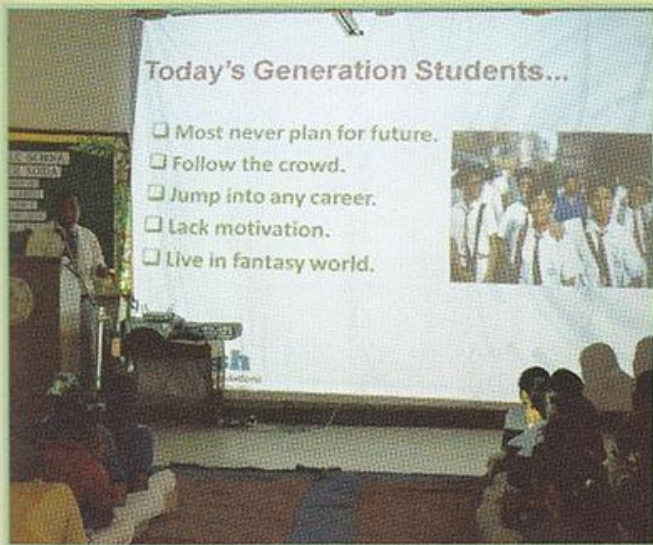 Today's Generation Students...
❑ Most never plan for future.
❑ Follow the crowd.
❑ Jump into any career.
❑ Lack motivation.
❑ Live in fantasy world.
sh